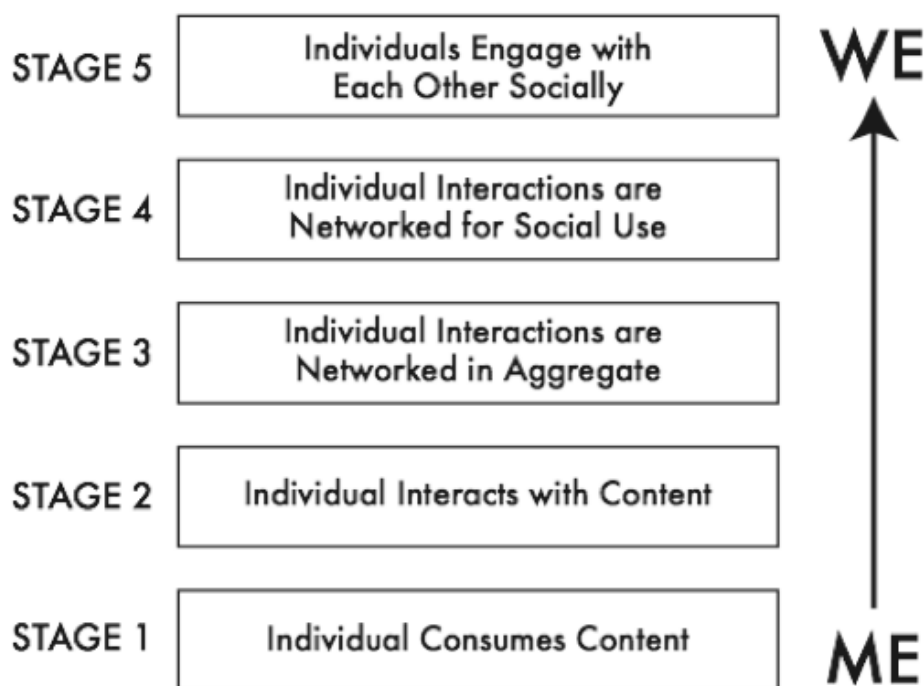 STAGE 5
Individuals Engage with
Each Other Socially
WE
STAGE 4
Individual Interactions are
Networked for Social Use
STAGE 3
Individual Interactions are
Networked in Aggregate
STAGE 2
Individual Interacts with Content
STAGE 1
Individual Consumes Content
ME